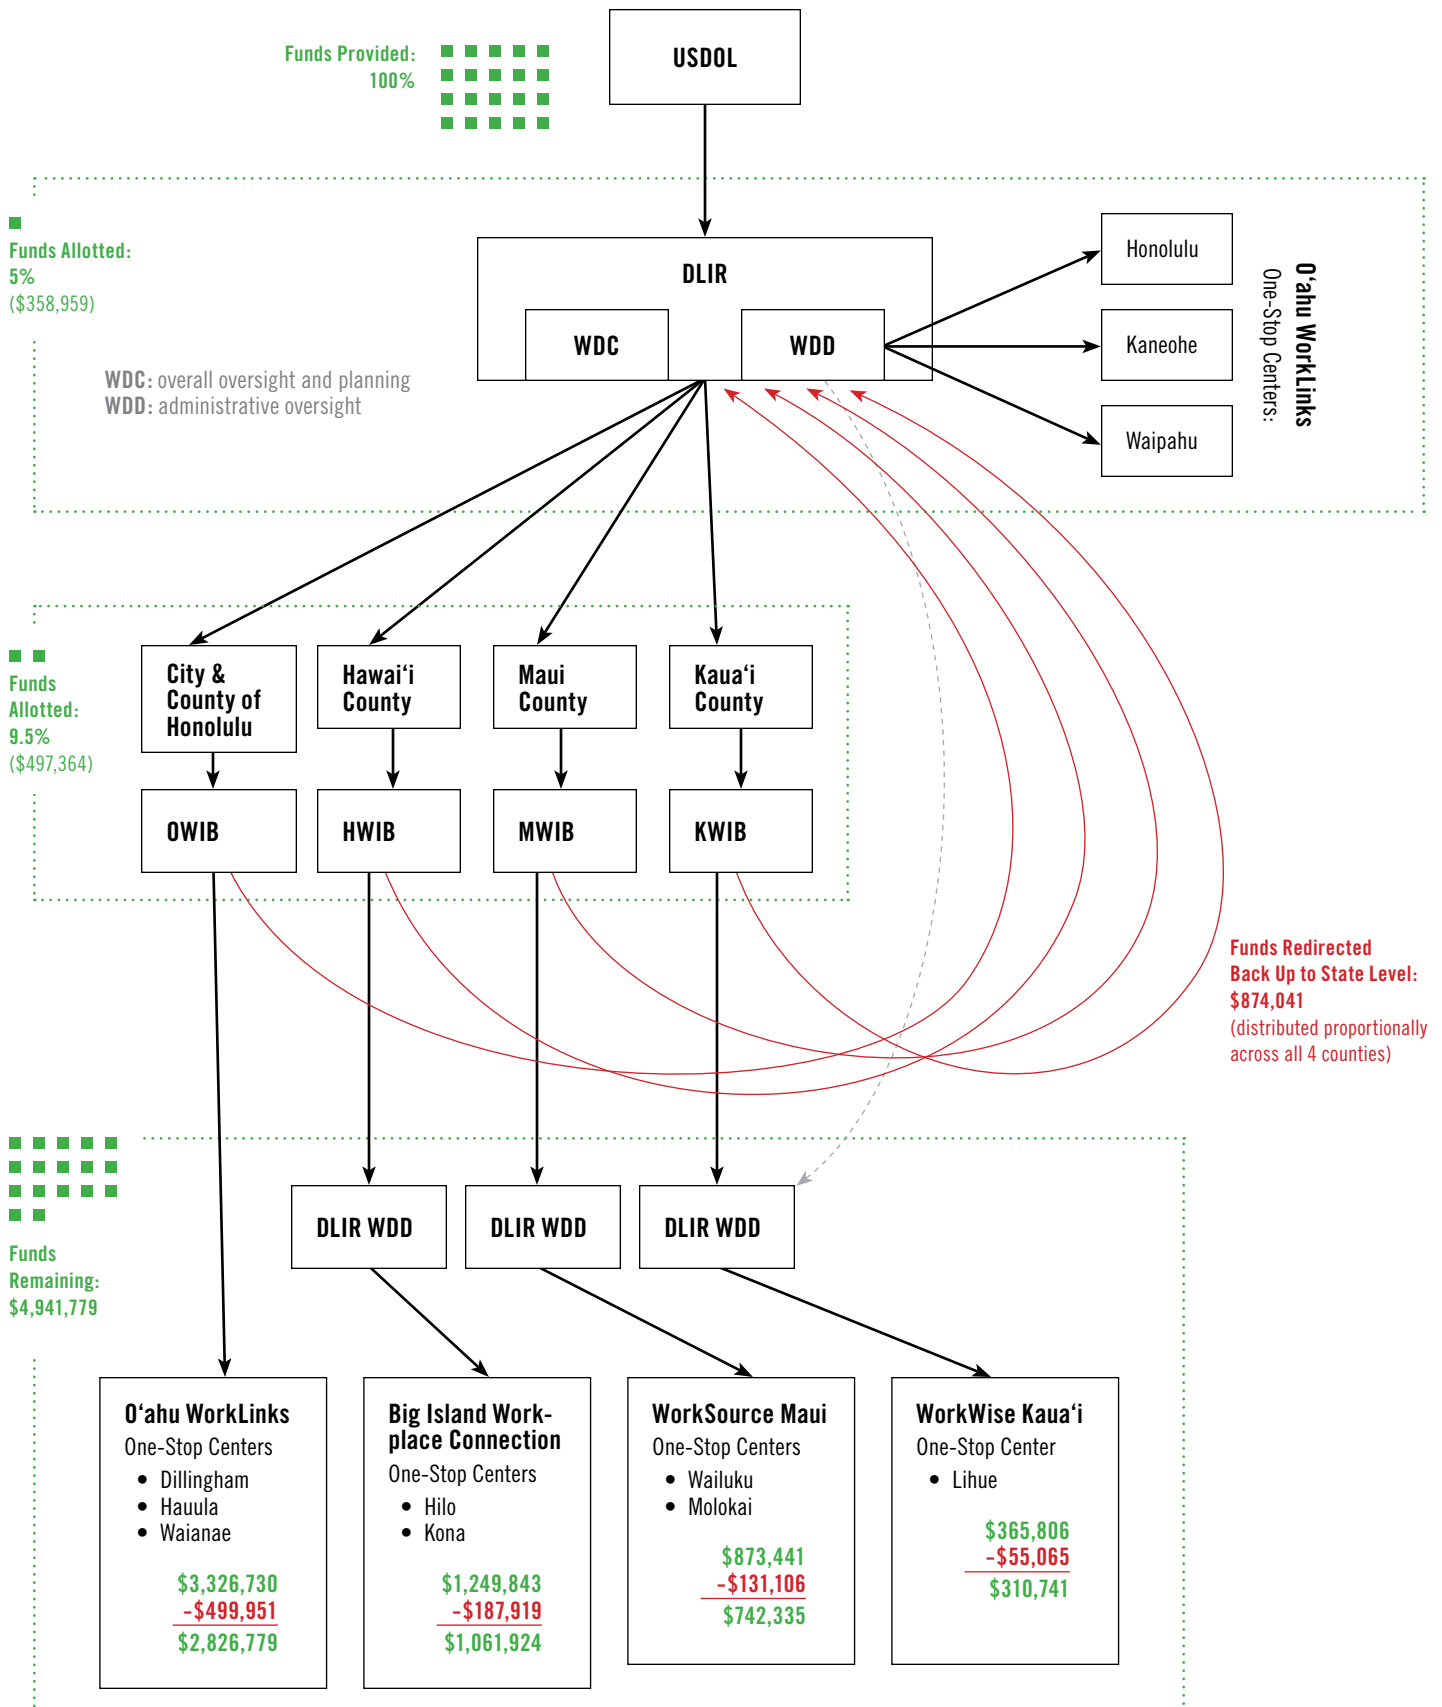 Funds Provided:
100%
USDOL
Funds Allotted:
5%
($358,959)
DLIR
WDC
WDD
WDC: overall oversight and planning
WDD: administrative oversight
Honolulu
Kaneohe
Waipahu
Oʻahu WorkLinks
One-Stop Centers:
Funds
Allotted:
9.5%
($497,364)
City &
County of
Honolulu
Hawaiʻi
County
Maui
County
Kauaʻi
County
OWIB
HWIB
MWIB
KWIB
Funds Redirected
Back Up to State Level:
$874,041
(distributed proportionally
across all 4 counties)
Funds
Remaining:
$4,941,779
DLIR WDD
DLIR WDD
DLIR WDD
Oʻahu WorkLinks
One-Stop Centers
• Dillingham
• Hauula
• Waianae
$3,326,730
-$499,951
$2,826,779
Big Island Work-
place Connection
One-Stop Centers
• Hilo
• Kona
$1,249,843
-$187,919
$1,061,924
WorkSource Maui
One-Stop Centers
• Wailuku
• Molokai
$873,441
-$131,106
$742,335
WorkWise Kauaʻi
One-Stop Center
• Lihue
$365,806
-$55,065
$310,741